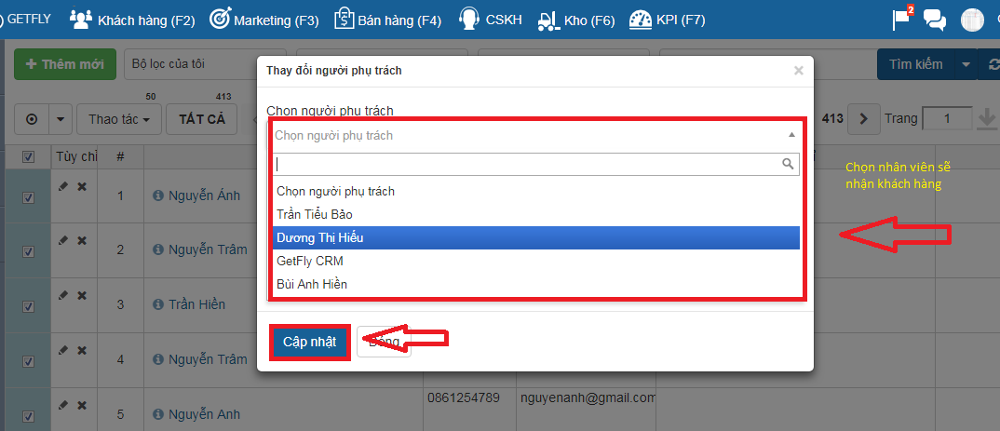 GETFLY Khách hàng (F2) Marketing (F3) Bán hàng (F4) CSKH Kho (F6) KPI (F7) 2
Thêm mới Bộ lọc của tôi Tìm kiếm
Thay đổi người phụ trách ×
50 413
Thao tác TẤT CẢ 413 Trang 1
Chọn người phụ trách
Chọn người phụ trách
Tùy chỉ #
Chọn nhân viên sẽ
nhận khách hàng
Chọn người phụ trách
1 Nguyễn Ánh
Trần Tiểu Bảo
Dương Thị Hiếu
2 Nguyễn Trâm
GetFly CRM
Bùi Anh Hiền
3 Trần Hiền
Cập nhật Đóng
4 Nguyễn Trâm
0861254789 nguyenanh@gmail.com
5 Nguyễn Anh